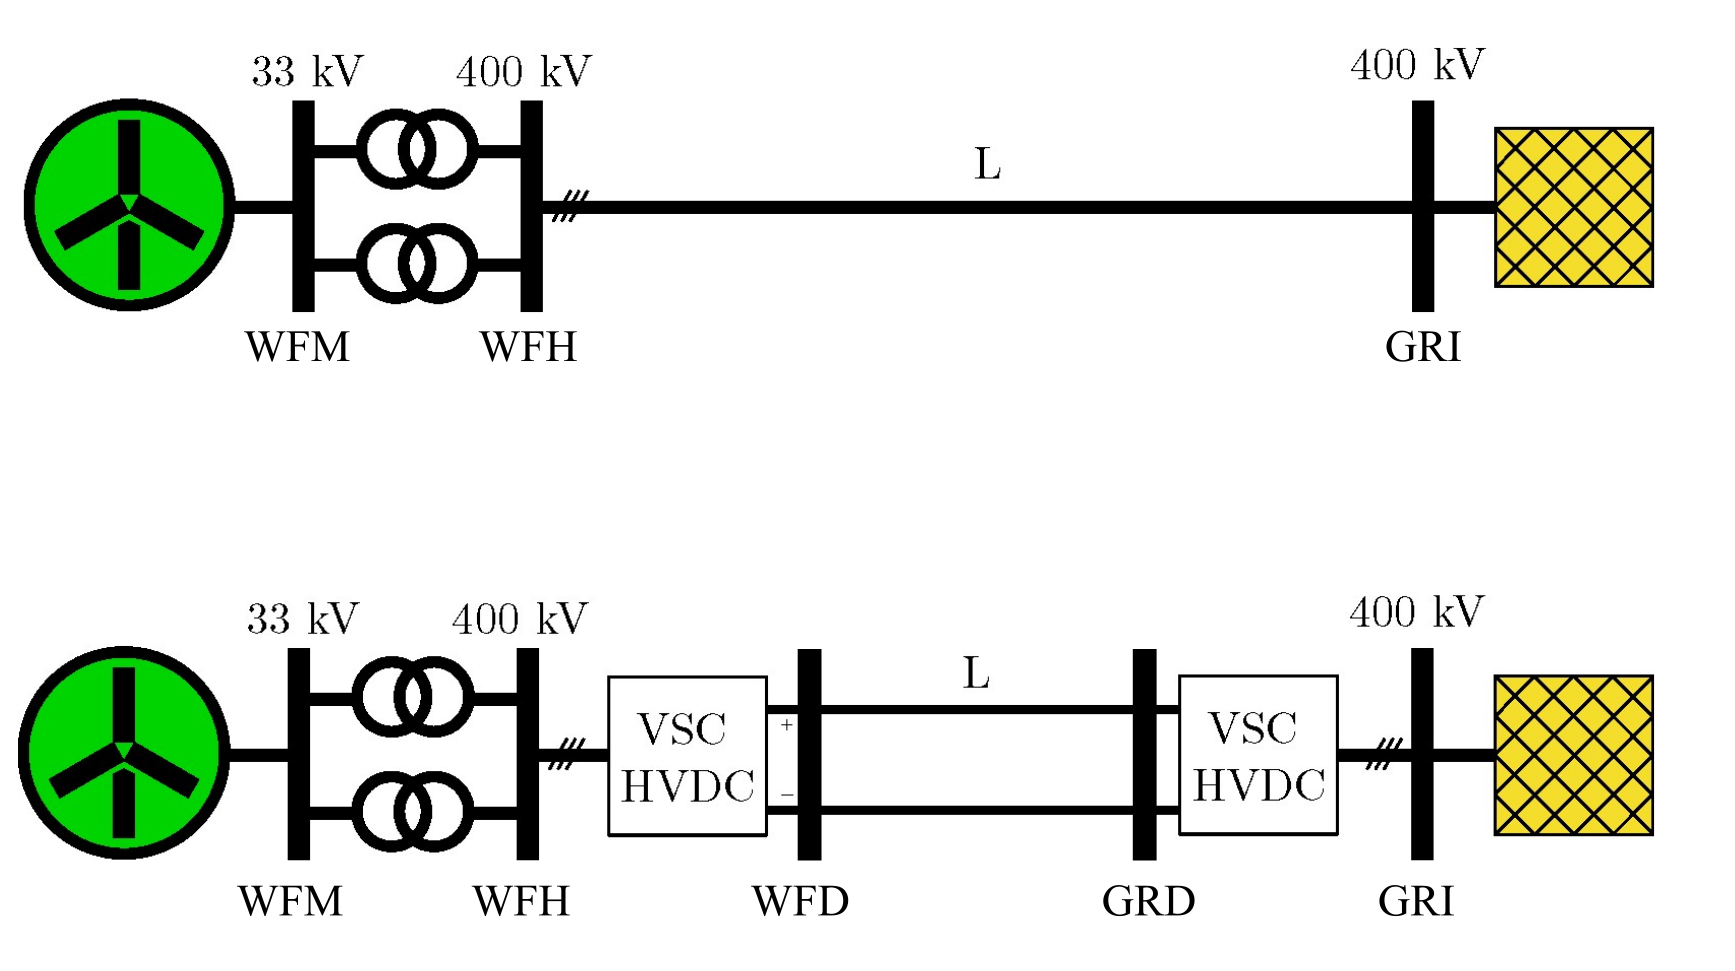 33 kV
400 kV
400 kV
L
WFM
WFH
GRI
33 kV
400 kV
400 kV
L
VSC
HVDC
+
−
VSC
HVDC
WFM
WFH
WFD
GRD
GRI